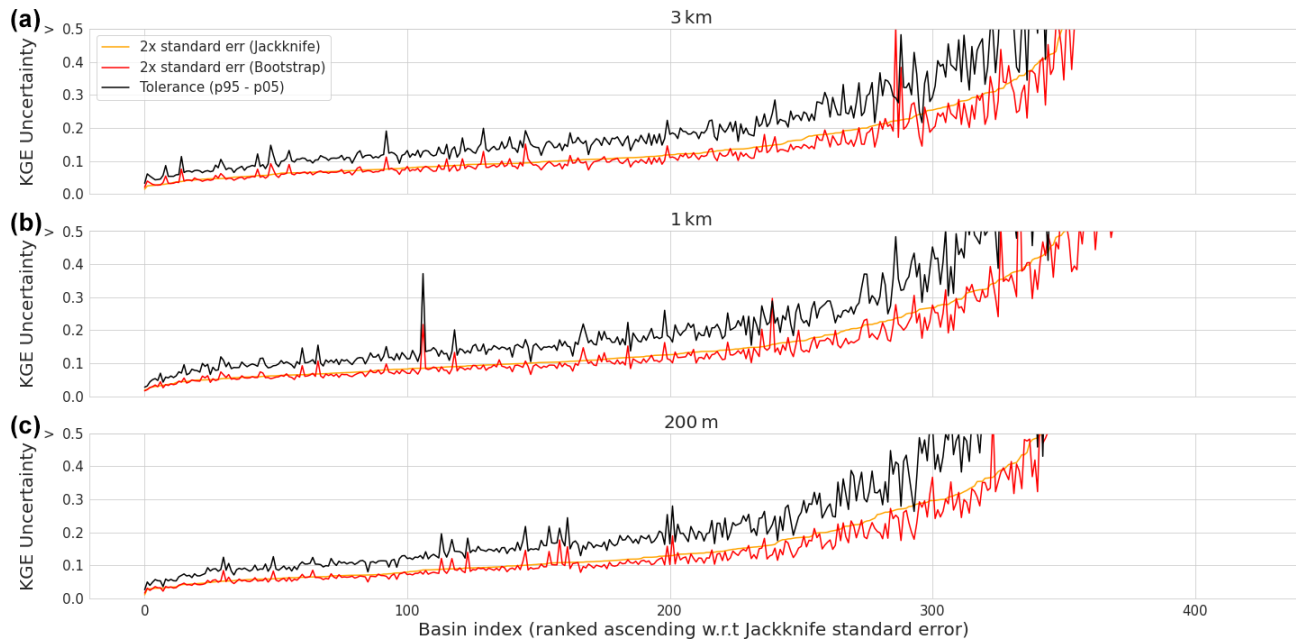 (a)
3 km
KGE Uncertainty
> 0.5
0.4
0.3
0.2
0.1
0.0
2x standard err (Jackknife)
2x standard err (Bootstrap)
Tolerance (p95 - p05)
(b)
1 km
KGE Uncertainty
> 0.5
0.4
0.3
0.2
0.1
0.0
(c)
200 m
KGE Uncertainty
> 0.5
0.4
0.3
0.2
0.1
0.0
0 100 200 300 400
Basin index (ranked ascending w.r.t Jackknife standard error)